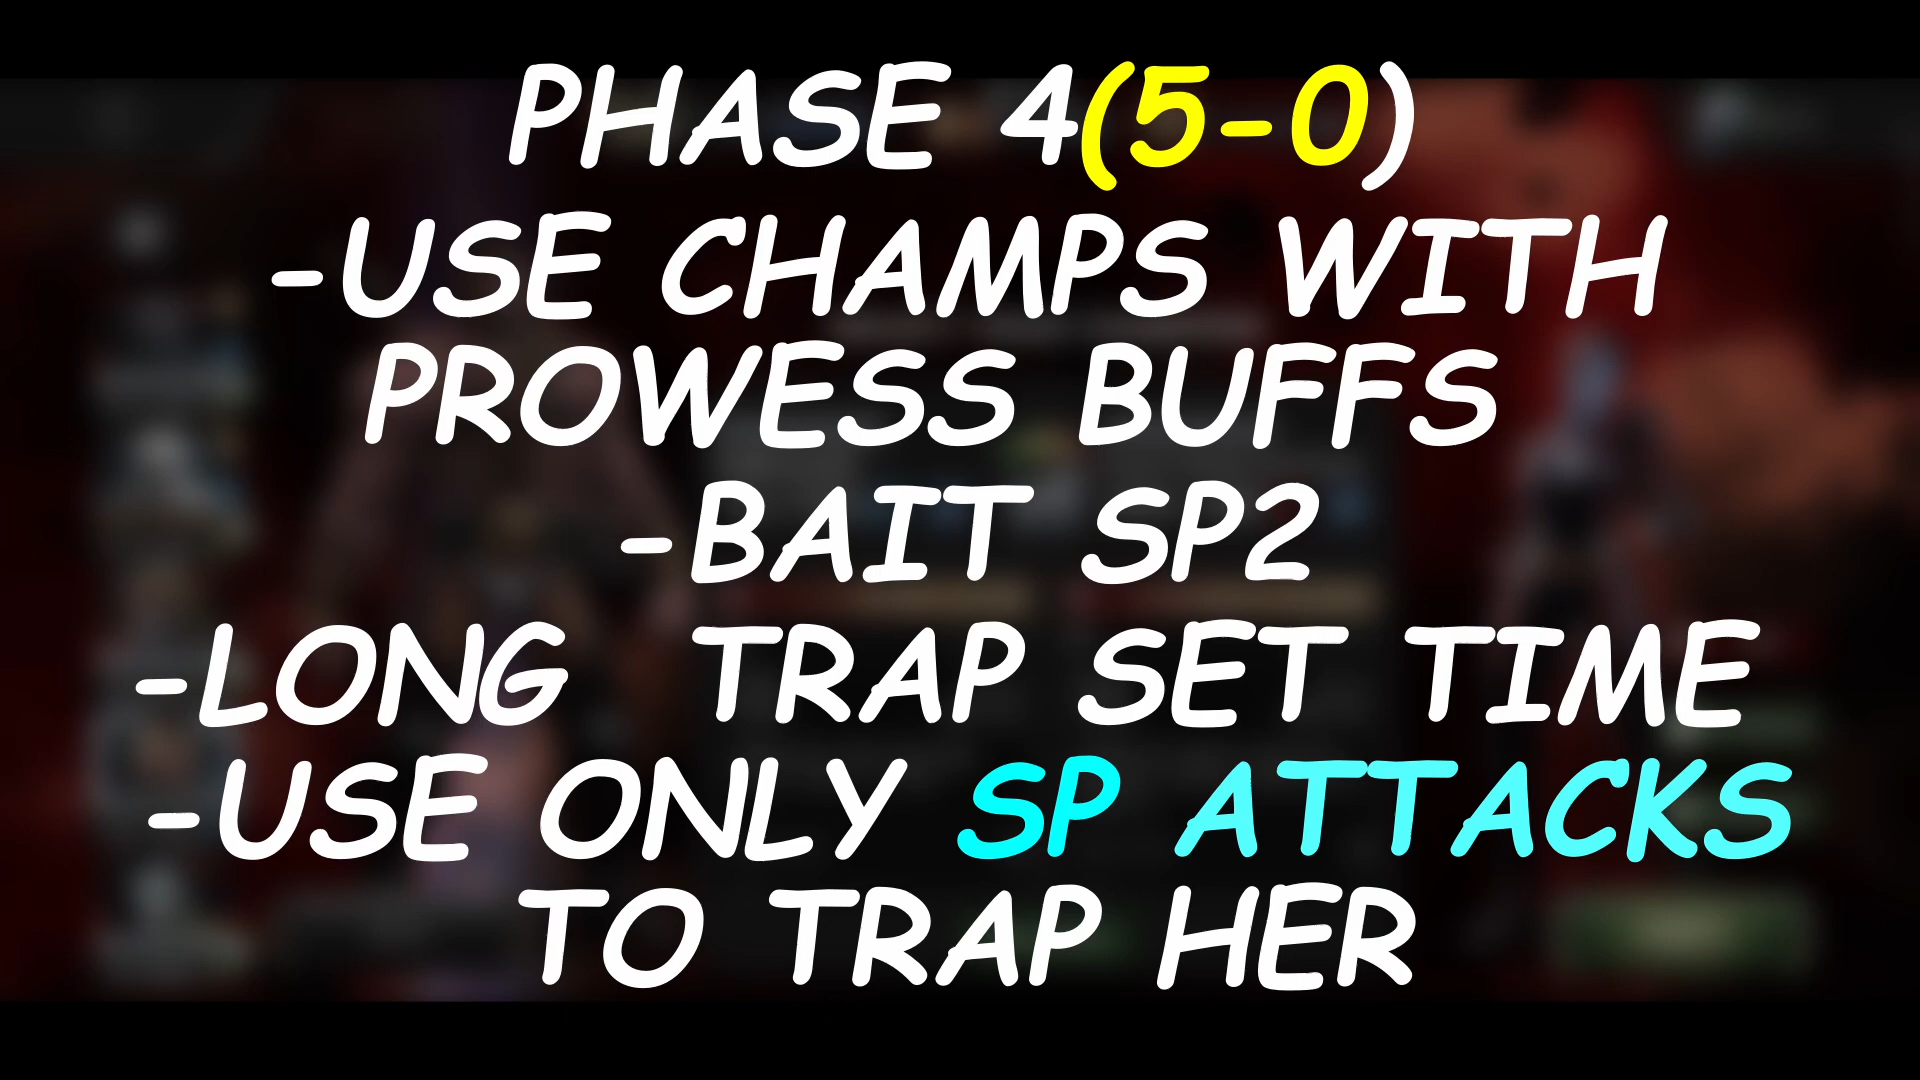 PHASE 4(5-0)
-USE CHAMPS WITH
PROWESS BUFFS
-BAIT SP2
-LONG TRAP SET TIME
-USE ONLY SP ATTACKS
TO TRAP HER